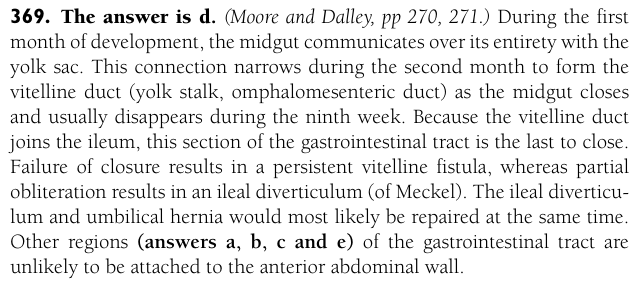 369. The answer is d. (Moore and Dalley, pp 270, 271.) During the first
month of development, the midgut communicates over its entirety with the
yolk sac. This connection narrows during the second month to form the
vitelline duct (yolk stalk, omphalomesenteric duct) as the midgut closes
and usually disappears during the ninth week. Because the vitelline duct
joins the ileum, this section of the gastrointestinal tract is the last to close.
Failure of closure results in a persistent vitelline fistula, whereas partial
obliteration results in an ileal diverticulum (of Meckel). The ileal diverticu-
lum and umbilical hernia would most likely be repaired at the same time.
Other regions (answers a, b, c and e) of the gastrointestinal tract are
unlikely to be attached to the anterior abdominal wall.